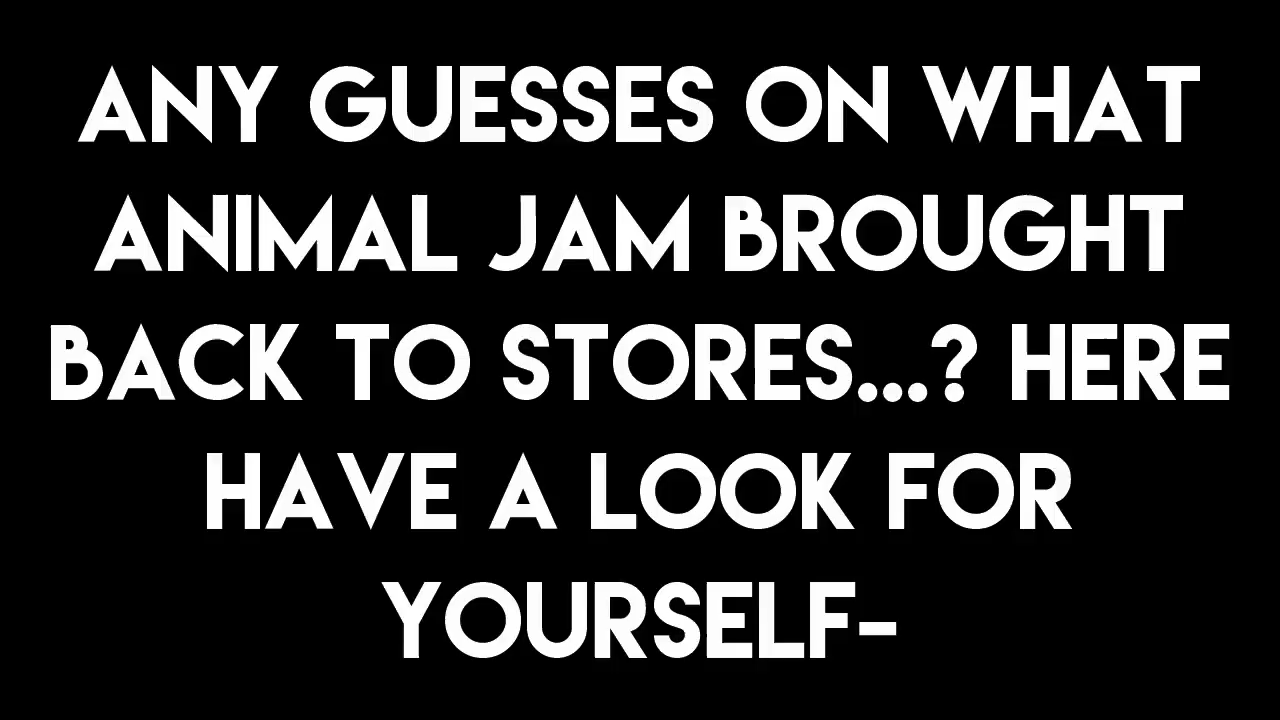 ANY GUESSES ON WHAT
ANIMAL JAM BROUGHT
BACK TO STORES...? HERE
HAVE A LOOK FOR
YOURSELF-